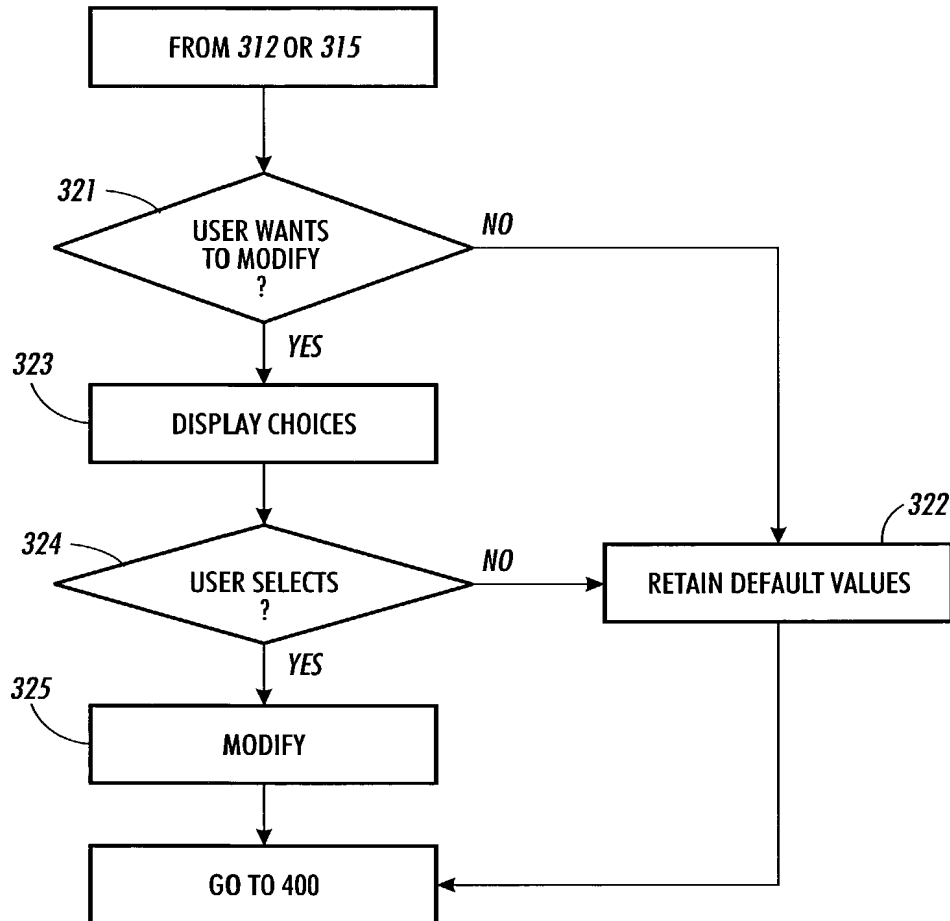 FROM 312 OR 315
321
USER WANTS
TO MODIFY
?
NO
YES
323
DISPLAY CHOICES
324
USER SELECTS
?
NO
322
RETAIN DEFAULT VALUES
YES
325
MODIFY
GO TO 400